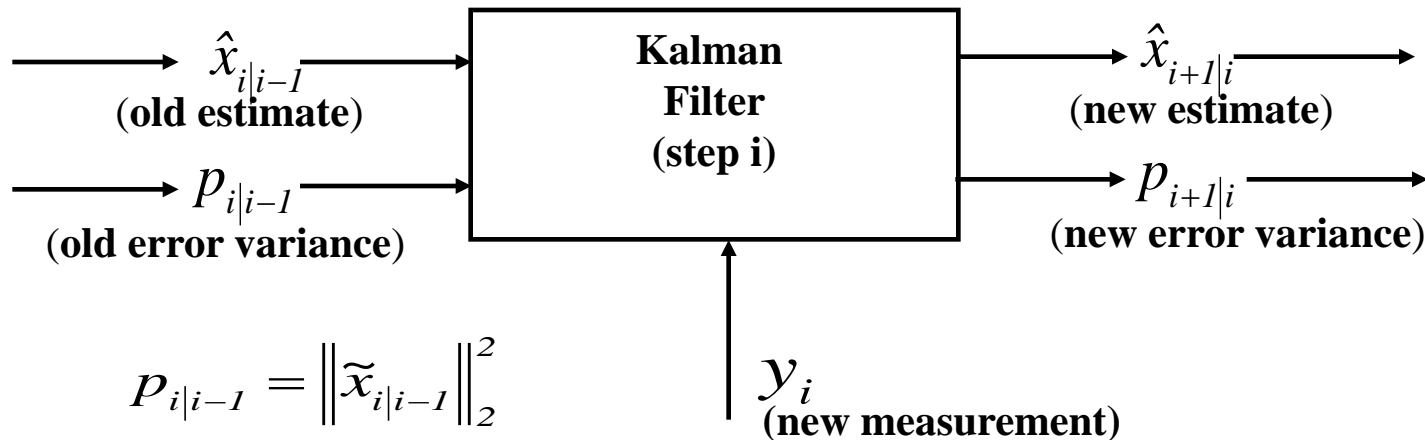 x̂_{i|i−1}
(old estimate)
p_{i|i−1}
(old error variance)
Kalman
Filter
(step i)
x̂_{i+1|i}
(new estimate)
p_{i+1|i}
(new error variance)
p_{i|i−1} = ‖x̃_{i|i−1}‖₂²
y_i
(new measurement)